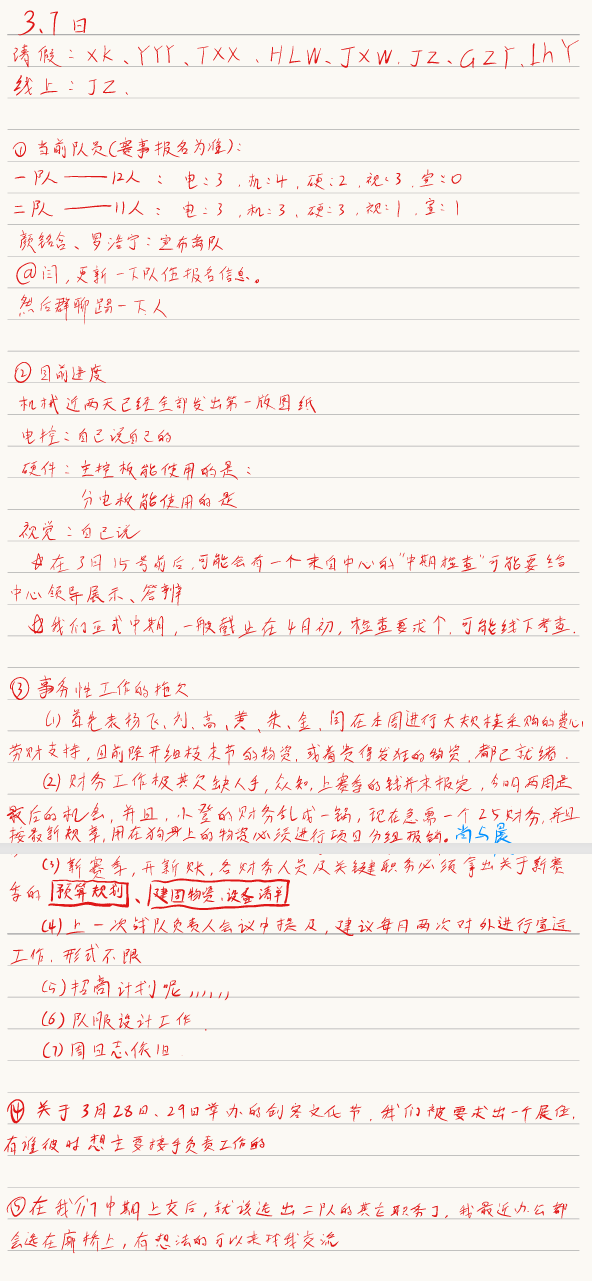 3.7日
请假：XK、YYY、TXX、HLW、JXW、JZ、GZY、LhY
线上：JZ、
① 当前队员(赛事报名为准)：
一队 —— 12人：电：3，机：4，硬：2，视：3，宣：0
二队 —— 11人：电：3，机：3，硬：3，视：1，宣：1
颜铭含、罗浩宁：宣布离队
@闫，更新一下队伍报名信息。
然后群聊踢一下人
② 目前进度
机械近两天已经全部发出第一版图纸
电控：自己说自己的
硬件：主控板能使用的是：
分电板能使用的是
视觉：自己说
☆在3月15号前后，可能会有一个来自中心的“中期检查”可能要给
中心领导展示、答辩
☆我们正式中期，一般截止在4月初，检查要求个，可能线下考查.
③ 事务性工作的拖欠
(1) 首先表扬飞、刘、高、黄、朱、金、闫在本周进行大规模采购的费心
劳财支持，目前除开细枝末节的物资，或者贵得发狂的物资，都已就绪.
(2) 财务工作极其欠缺人手，众知，上赛季的钱并未报完，今明两周是
最后的机会，并且，小登的财务乱成一锅，现在急需一个25财务，并且
按最新规章，用在狗身上的物资必须进行项目分组报销。尚与晨
(3) 新赛季，开新账，各财务人员及关键职务必须拿出关于新赛
季的 预算规划、建团物资、设备清单
(4) 上一次战队负责人会议中提及，建议每月两次对外进行宣运
工作，形式不限
(5) 招商计划呢，，，，，，
(6) 队服设计工作
(7) 周日志依旧
④ 关于3月28日、29日举办的创客文化节，我们被要求出一个展位，
有谁彼时想主要接手负责工作的
⑤ 在我们中期上交后，就该选出二队的其它职务了，我最近办公都
会选在廊桥上，有想法的可以来找我交流